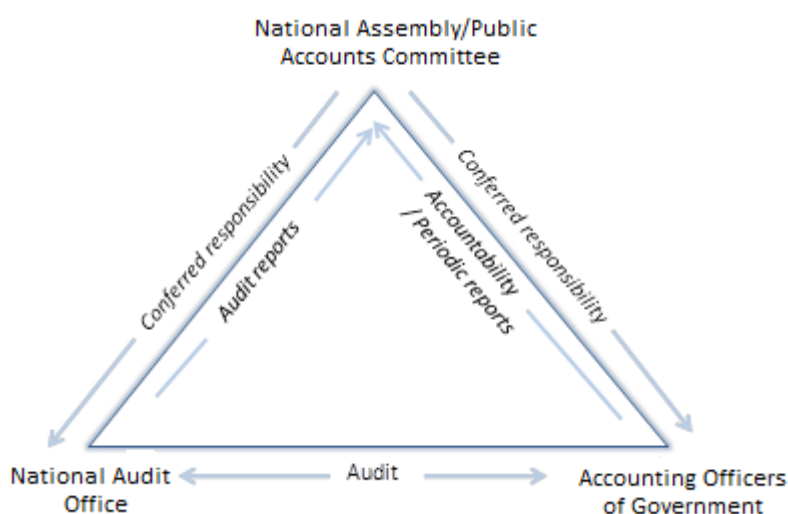 National Assembly/Public
Accounts Committee
Conferred responsibility
Audit reports
Accountability
/ Periodic reports
Conferred responsibility
National Audit
Office
Audit
Accounting Officers
of Government